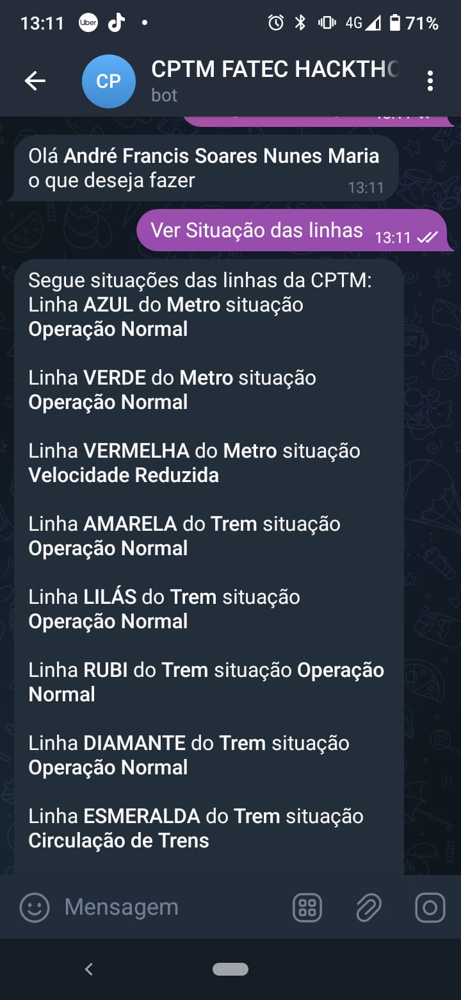 13:11 Uber 4G 71%
CP CPTM FATEC HACKTHO
bot
Olá André Francis Soares Nunes Maria
o que deseja fazer 13:11
Ver Situação das linhas 13:11
Segue situações das linhas da CPTM:
Linha AZUL do Metro situação
Operação Normal
Linha VERDE do Metro situação
Operação Normal
Linha VERMELHA do Metro situação
Velocidade Reduzida
Linha AMARELA do Trem situação
Operação Normal
Linha LILÁS do Trem situação
Operação Normal
Linha RUBI do Trem situação Operação
Normal
Linha DIAMANTE do Trem situação
Operação Normal
Linha ESMERALDA do Trem situação
Circulação de Trens
Mensagem